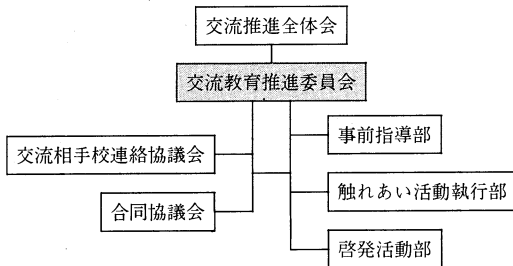 交流推進全体会
交流教育推進委員会
交流相手校連絡協議会
合同協議会
事前指導部
触れあい活動執行部
啓発活動部